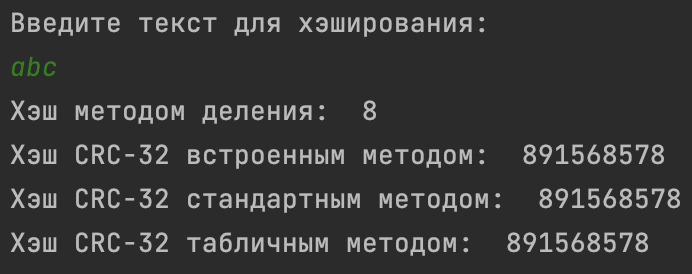 Введите текст для хэширования:
abc
Хэш методом деления:  8
Хэш CRC-32 встроенным методом:  891568578
Хэш CRC-32 стандартным методом:  891568578
Хэш CRC-32 табличным методом:  891568578